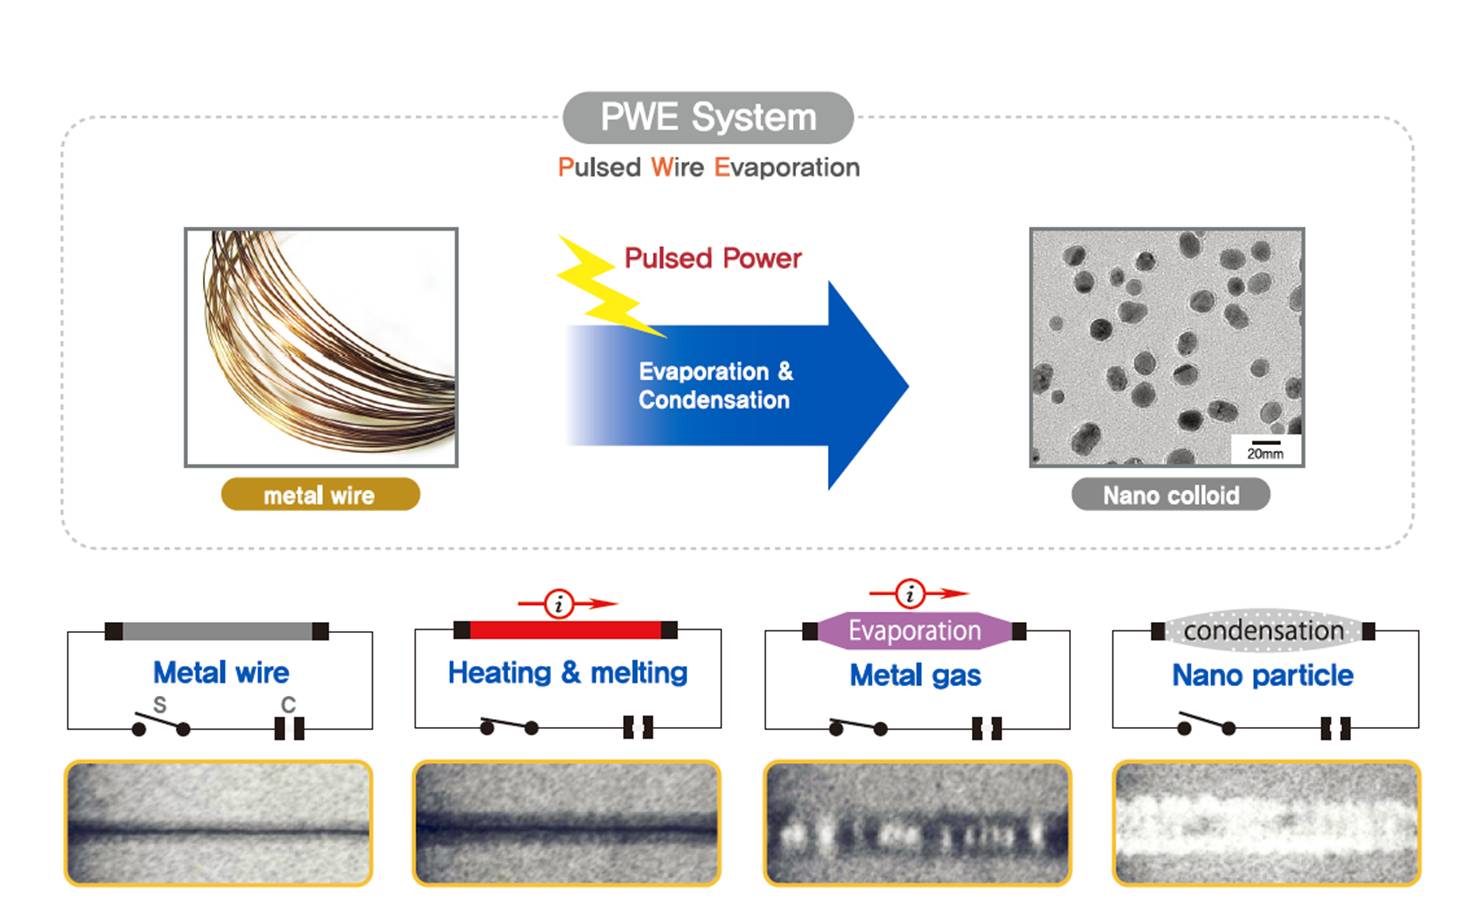 PWE System
Pulsed Wire Evaporation
Pulsed Power
Evaporation &
Condensation
20mm
metal wire
Nano colloid
i
i
Evaporation
condensation
Metal wire
Heating & melting
Metal gas
Nano particle
S
C